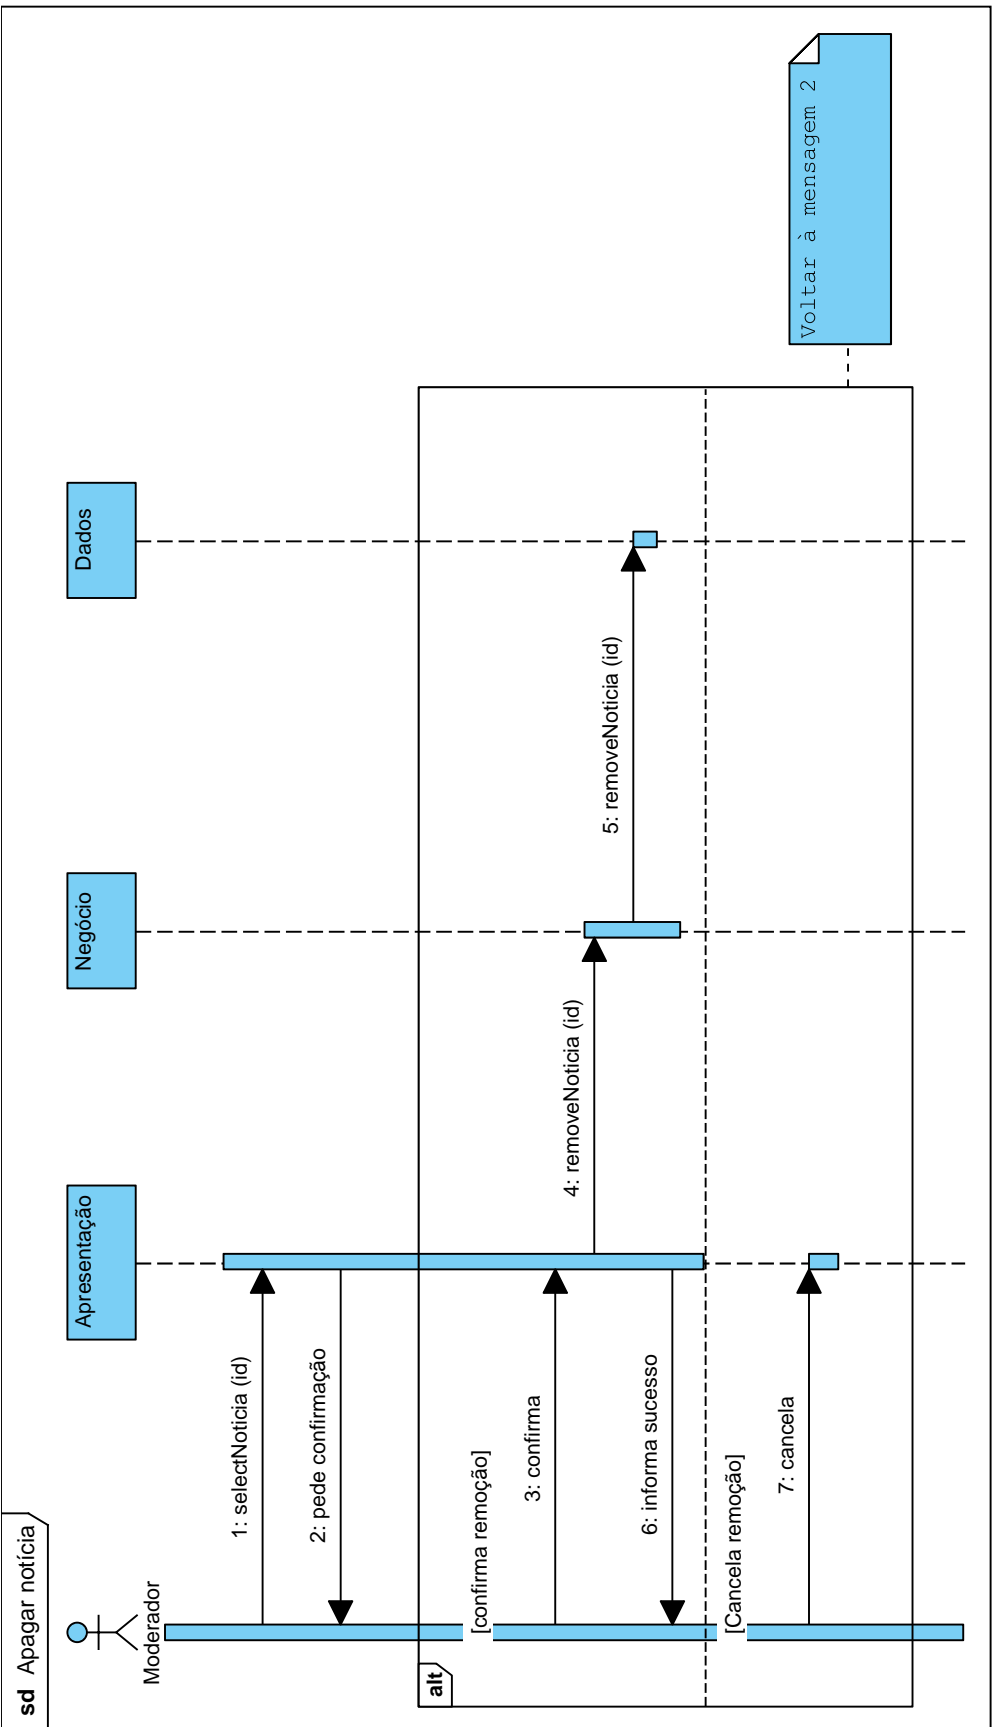 sd Apagar notícia
Moderador
Apresentação
Negócio
Dados
1: selectNoticia (id)
2: pede confirmação
alt
[confirma remoção]
3: confirma
4: removeNoticia (id)
5: removeNoticia (id)
6: informa sucesso
[Cancela remoção]
7: cancela
Voltar à mensagem 2